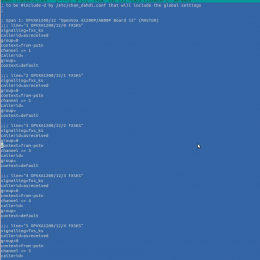 ; to be #include-d by /etc/chan_dahdi.conf that will include the global settings
;
; Span 1: OPVXA1200/12 "OpenVox A1200P/A800P Board 12" (MASTER)
;;; line="1 OPVXA1200/12/0 FXSKS"
signalling=fxs_ks
callerid=asreceived
group=0
context=from-pstn
channel => 1
callerid=
group=
context=default
;;; line="2 OPVXA1200/12/1 FXSKS"
signalling=fxs_ks
callerid=asreceived
group=0
context=from-pstn
channel => 2
callerid=
group=
context=default
;;; line="3 OPVXA1200/12/2 FXSKS"
signalling=fxs_ks
callerid=asreceived
group=0
context=from-pstn
channel => 3
callerid=
group=
context=default
;;; line="4 OPVXA1200/12/3 FXSKS"
signalling=fxs_ks
callerid=asreceived
group=0
context=from-pstn
channel => 4
callerid=
group=
context=default
;;; line="5 OPVXA1200/12/4 FXSKS"
signalling=fxs_ks
callerid=asreceived
group=0
context=from-pstn
channel => 5
callerid=